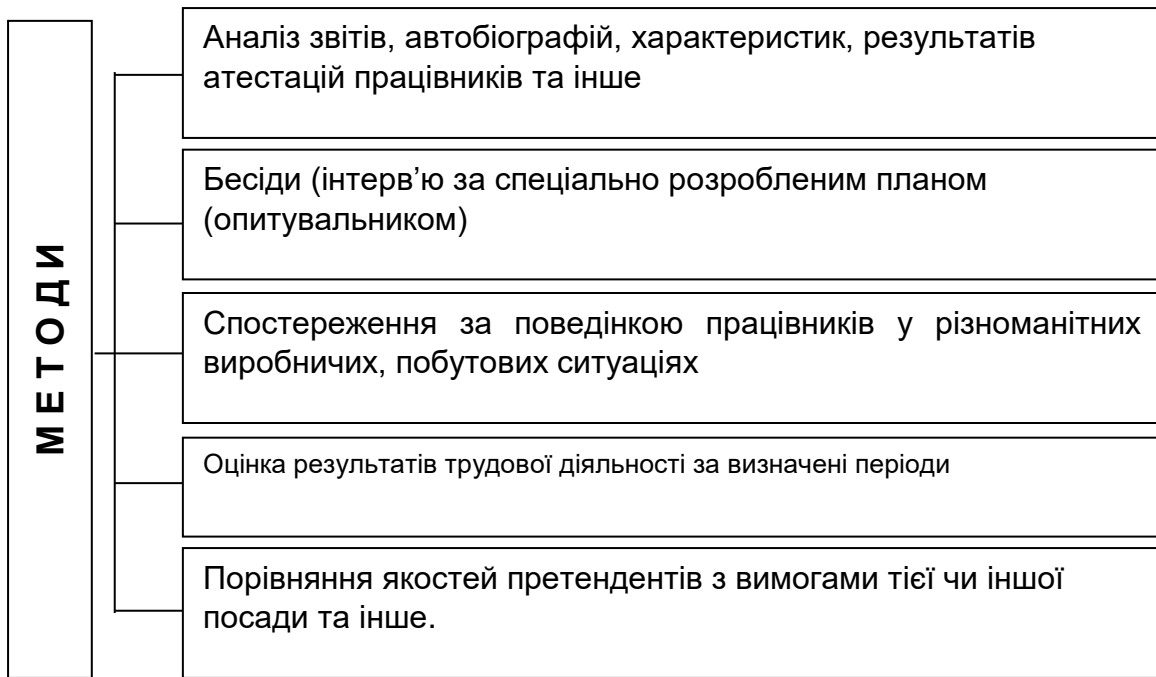 М Е Т О Д И
Аналіз звітів, автобіографій, характеристик, результатів
атестацій працівників та інше
Бесіди (інтерв’ю за спеціально розробленим планом
(опитувальником)
Спостереження за поведінкою працівників у різноманітних
виробничих, побутових ситуаціях
Оцінка результатів трудової діяльності за визначені періоди
Порівняння якостей претендентів з вимогами тієї чи іншої
посади та інше.